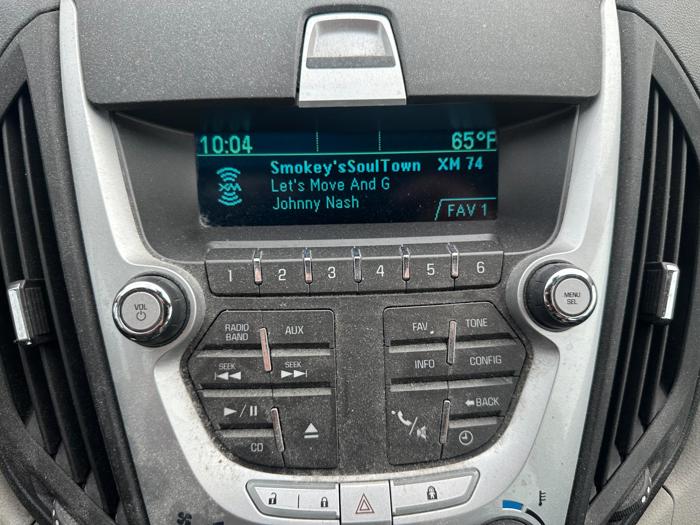 10:04 65°F
Smokey'sSoulTown XM 74
XM Let's Move And G
Johnny Nash
FAV 1
1 2 3 4 5 6
VOL
MENU
SEL
RADIO
BAND
AUX
FAV
TONE
SEEK
SEEK
INFO
CONFIG
BACK
CD